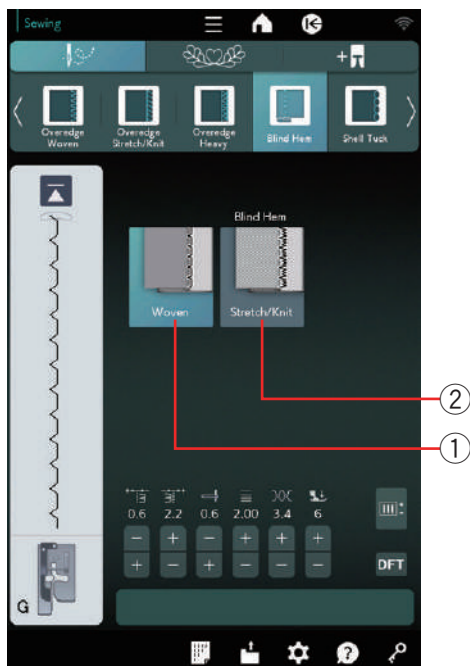 Sewing
Overedge Woven
Overedge Stretch/Knit
Overedge Heavy
Blind Hem
Shell Tuck
Blind Hem
Woven
Stretch/Knit
2
1
0.6 2.2 0.6 2.00 3.4 6
− + − + + +
+ − + − − −
DFT
G
?